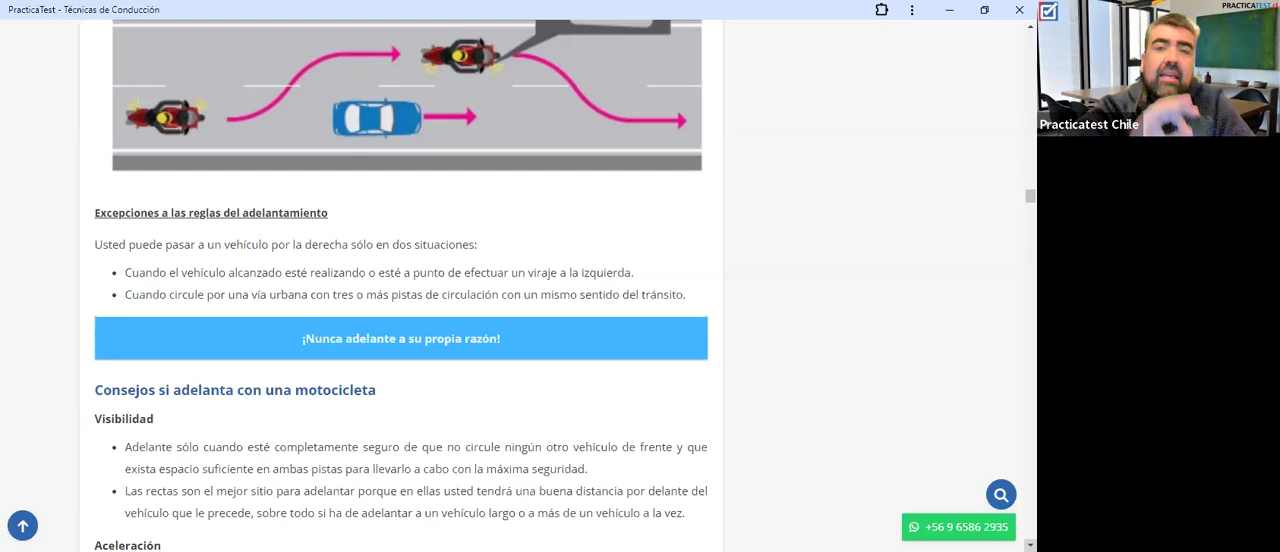 PracticaTest - Técnicas de Conducción
PRACTICATEST.cl
Practicatest Chile
Excepciones a las reglas del adelantamiento
Usted puede pasar a un vehículo por la derecha sólo en dos situaciones:
• Cuando el vehículo alcanzado esté realizando o esté a punto de efectuar un viraje a la izquierda.
• Cuando circule por una vía urbana con tres o más pistas de circulación con un mismo sentido del tránsito.
¡Nunca adelante a su propia razón!
Consejos si adelanta con una motocicleta
Visibilidad
• Adelante sólo cuando esté completamente seguro de que no circule ningún otro vehículo de frente y que
exista espacio suficiente en ambas pistas para llevarlo a cabo con la máxima seguridad.
• Las rectas son el mejor sitio para adelantar porque en ellas usted tendrá una buena distancia por delante del
vehículo que le precede, sobre todo si ha de adelantar a un vehículo largo o a más de un vehículo a la vez.
+56 9 6586 2935
Aceleración